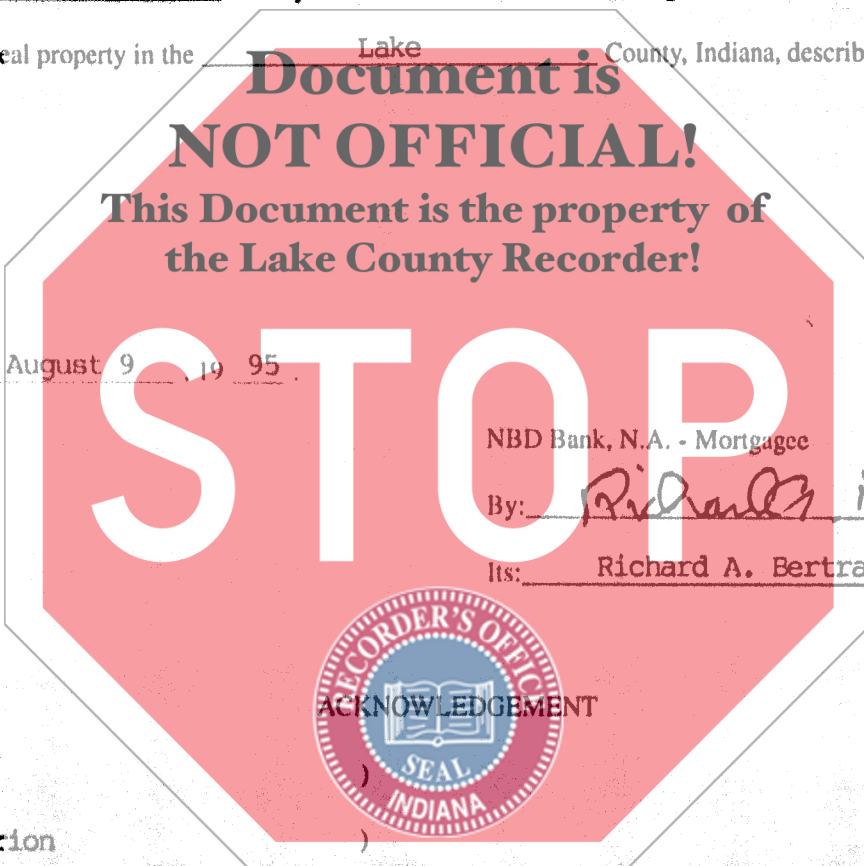 eal property in the Lake County, Indiana, describ
Document is
NOT OFFICIAL!
This Document is the property of
the Lake County Recorder!
STOP
August 9 , 19 95 .
NBD Bank, N.A. - Mortgagee
By: Richard A
Its: Richard A. Bertra
RECORDER'S OFFICE
ACKNOWLEDGEMENT
SEAL
INDIANA
)
rion )